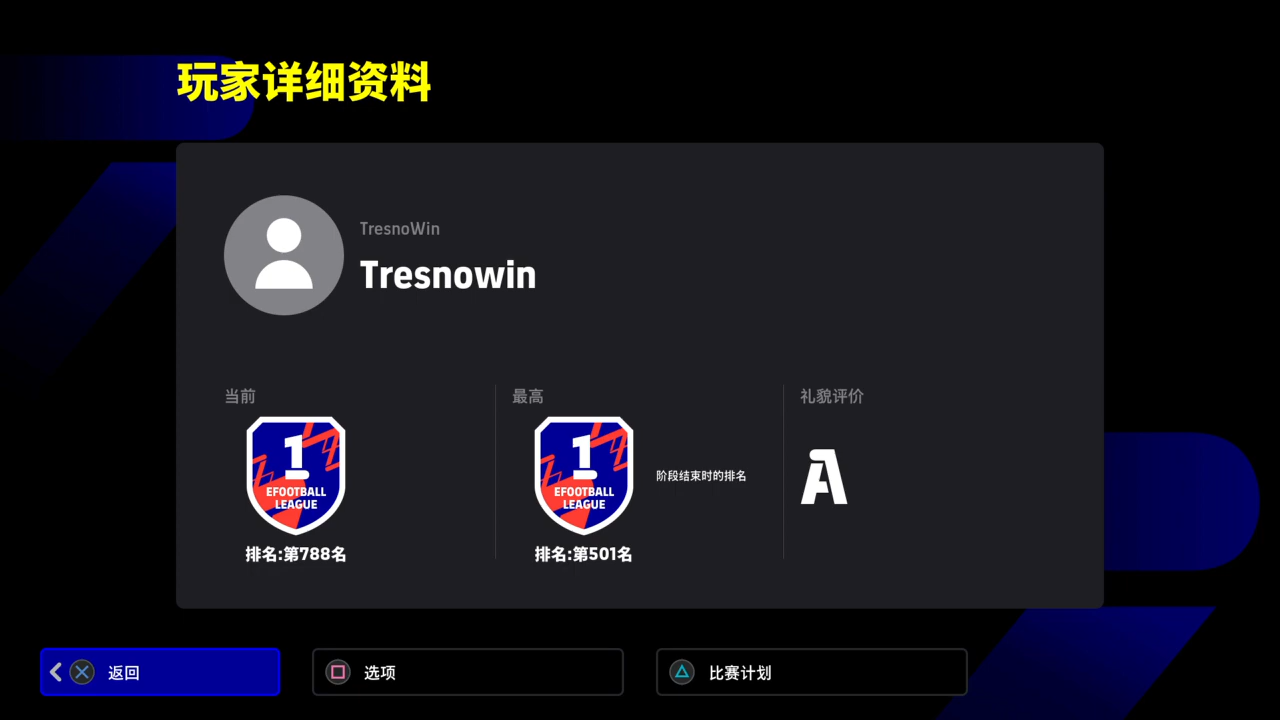 玩家详细资料
TresnoWin
Tresnowin
当前
1
EFOOTBALL
LEAGUE
排名:第788名
最高
1
EFOOTBALL
LEAGUE
阶段结束时的排名
排名:第501名
礼貌评价
A
返回
选项
比赛计划